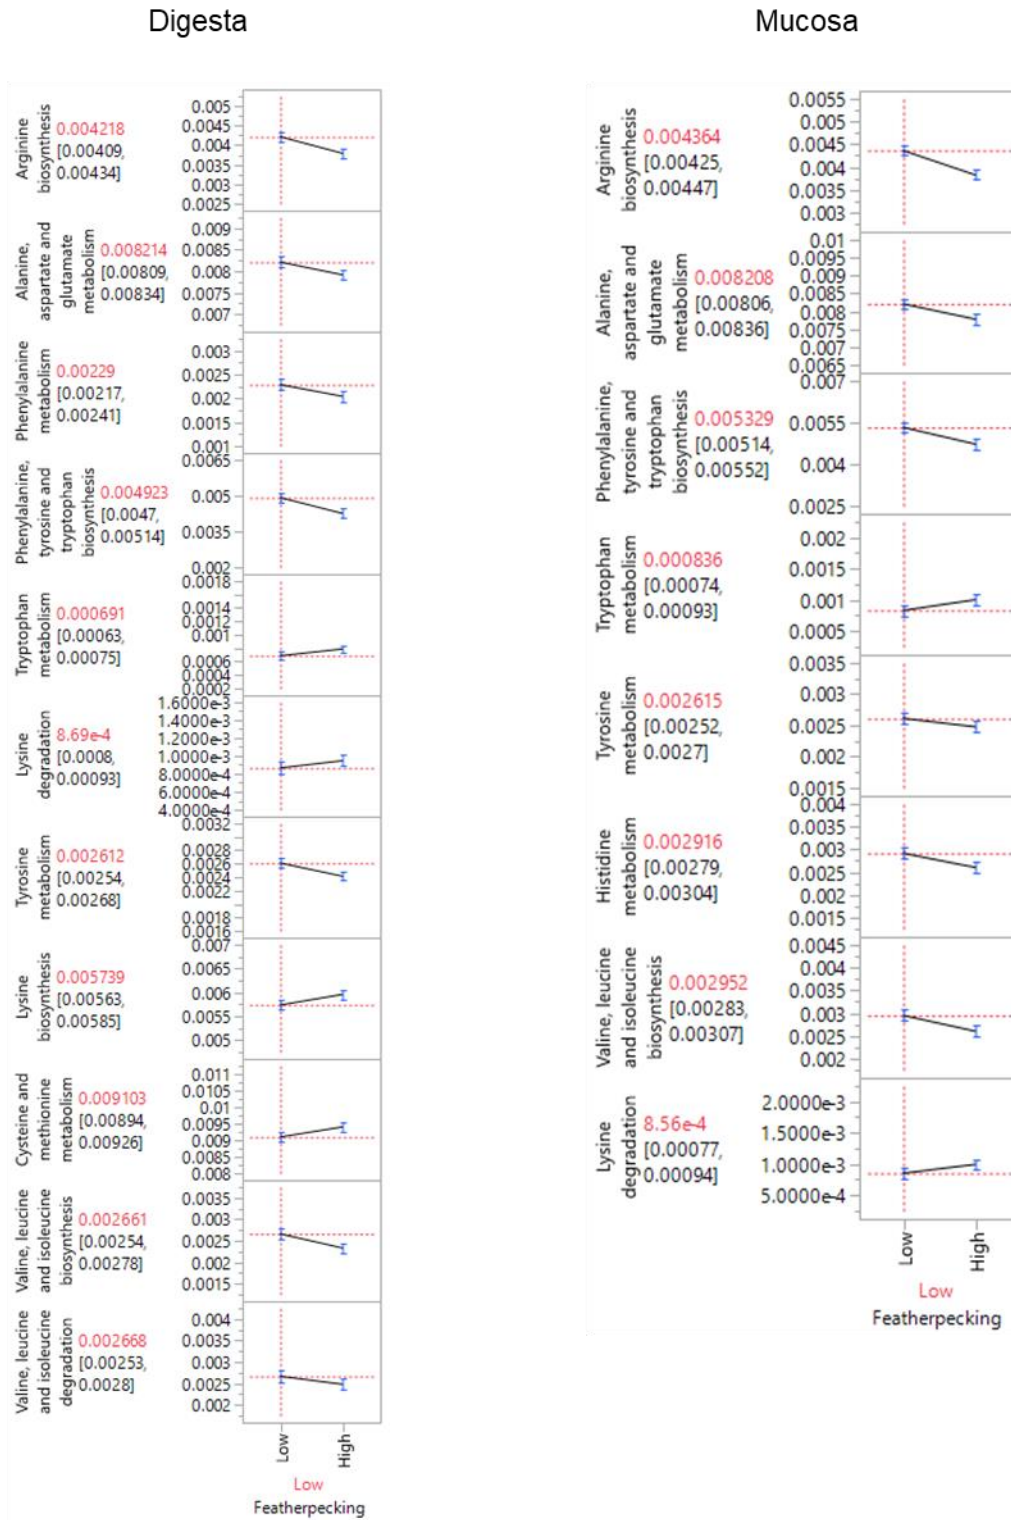 Digesta
Arginine
biosynthesis
0.004218
[0.00409,
0.00434]
0.005
0.0045
0.004
0.0035
0.003
0.0025
Alanine,
aspartate and
glutamate
metabolism
0.008214
[0.00809,
0.00834]
0.009
0.0085
0.008
0.0075
0.007
Phenylalanine
metabolism
0.00229
[0.00217,
0.00241]
0.003
0.0025
0.002
0.0015
0.001
Phenylalanine,
tyrosine and
tryptophan
biosynthesis
0.004923
[0.0047,
0.00514]
0.0065
0.005
0.0035
0.002
Tryptophan
metabolism
0.000691
[0.00063,
0.00075]
0.0018
0.0014
0.0012
0.001
0.0006
0.0004
0.0002
Lysine
degradation
8.69e-4
[0.0008,
0.00093]
1.6000e-3
1.4000e-3
1.2000e-3
1.0000e-3
8.0000e-4
6.0000e-4
4.0000e-4
Tyrosine
metabolism
0.002612
[0.00254,
0.00268]
0.0032
0.0028
0.0026
0.0024
0.0022
0.0018
0.0016
Lysine
biosynthesis
0.005739
[0.00563,
0.00585]
0.007
0.0065
0.006
0.0055
0.005
Cysteine and
methionine
metabolism
0.009103
[0.00894,
0.00926]
0.011
0.0105
0.01
0.0095
0.009
0.0085
0.008
Valine, leucine
and isoleucine
biosynthesis
0.002661
[0.00254,
0.00278]
0.0035
0.003
0.0025
0.002
0.0015
Valine, leucine
and isoleucine
degradation
0.002668
[0.00253,
0.0028]
0.004
0.0035
0.003
0.0025
0.002
Low
High
Low
Featherpecking
Mucosa
Arginine
biosynthesis
0.004364
[0.00425,
0.00447]
0.0055
0.005
0.0045
0.004
0.0035
0.003
Alanine,
aspartate and
glutamate
metabolism
0.008208
[0.00806,
0.00836]
0.01
0.0095
0.009
0.0085
0.008
0.0075
0.007
0.0065
Phenylalanine,
tyrosine and
tryptophan
biosynthesis
0.005329
[0.00514,
0.00552]
0.007
0.0055
0.004
0.0025
Tryptophan
metabolism
0.000836
[0.00074,
0.00093]
0.002
0.0015
0.001
0.0005
Tyrosine
metabolism
0.002615
[0.00252,
0.0027]
0.0035
0.003
0.0025
0.002
0.0015
Histidine
metabolism
0.002916
[0.00279,
0.00304]
0.004
0.0035
0.003
0.0025
0.002
0.0015
Valine, leucine
and isoleucine
biosynthesis
0.002952
[0.00283,
0.00307]
0.0045
0.004
0.0035
0.003
0.0025
0.002
Lysine
degradation
8.56e-4
[0.00077,
0.00094]
2.0000e-3
1.5000e-3
1.0000e-3
5.0000e-4
Low
High
Low
Featherpecking